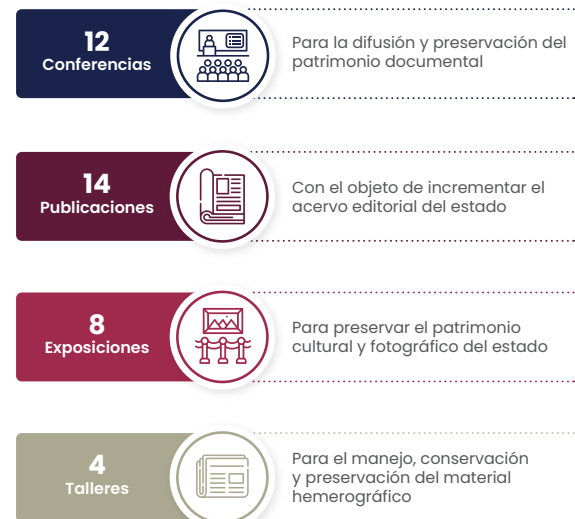 12
Conferencias
Para la difusión y preservación del
patrimonio documental
14
Publicaciones
Con el objeto de incrementar el
acervo editorial del estado
8
Exposiciones
Para preservar el patrimonio
cultural y fotográfico del estado
4
Talleres
Para el manejo, conservación
y preservación del material
hemerográfico